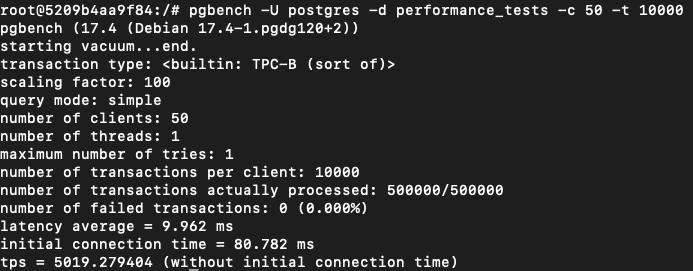 root@5209b4aa9f84:/# pgbench -U postgres -d performance_tests -c 50 -t 10000
pgbench (17.4 (Debian 17.4-1.pgdg120+2))
starting vacuum...end.
transaction type: <builtin: TPC-B (sort of)>
scaling factor: 100
query mode: simple
number of clients: 50
number of threads: 1
maximum number of tries: 1
number of transactions per client: 10000
number of transactions actually processed: 500000/500000
number of failed transactions: 0 (0.000%)
latency average = 9.962 ms
initial connection time = 80.782 ms
tps = 5019.279404 (without initial connection time)